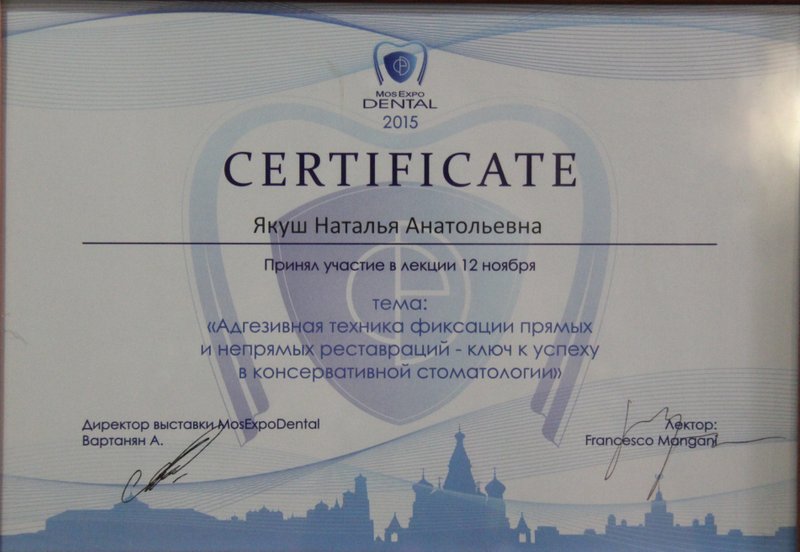 MosExpo
DENTAL
2015
CERTIFICATE
Якуш Наталья Анатольевна
Принял участие в лекции 12 ноября
тема:
«Адгезивная техника фиксации прямых
и непрямых реставраций - ключ к успеху
в консервативной стоматологии»
Директор выставки MosExpoDental
Вартанян А.
Лектор:
Francesco Mangani